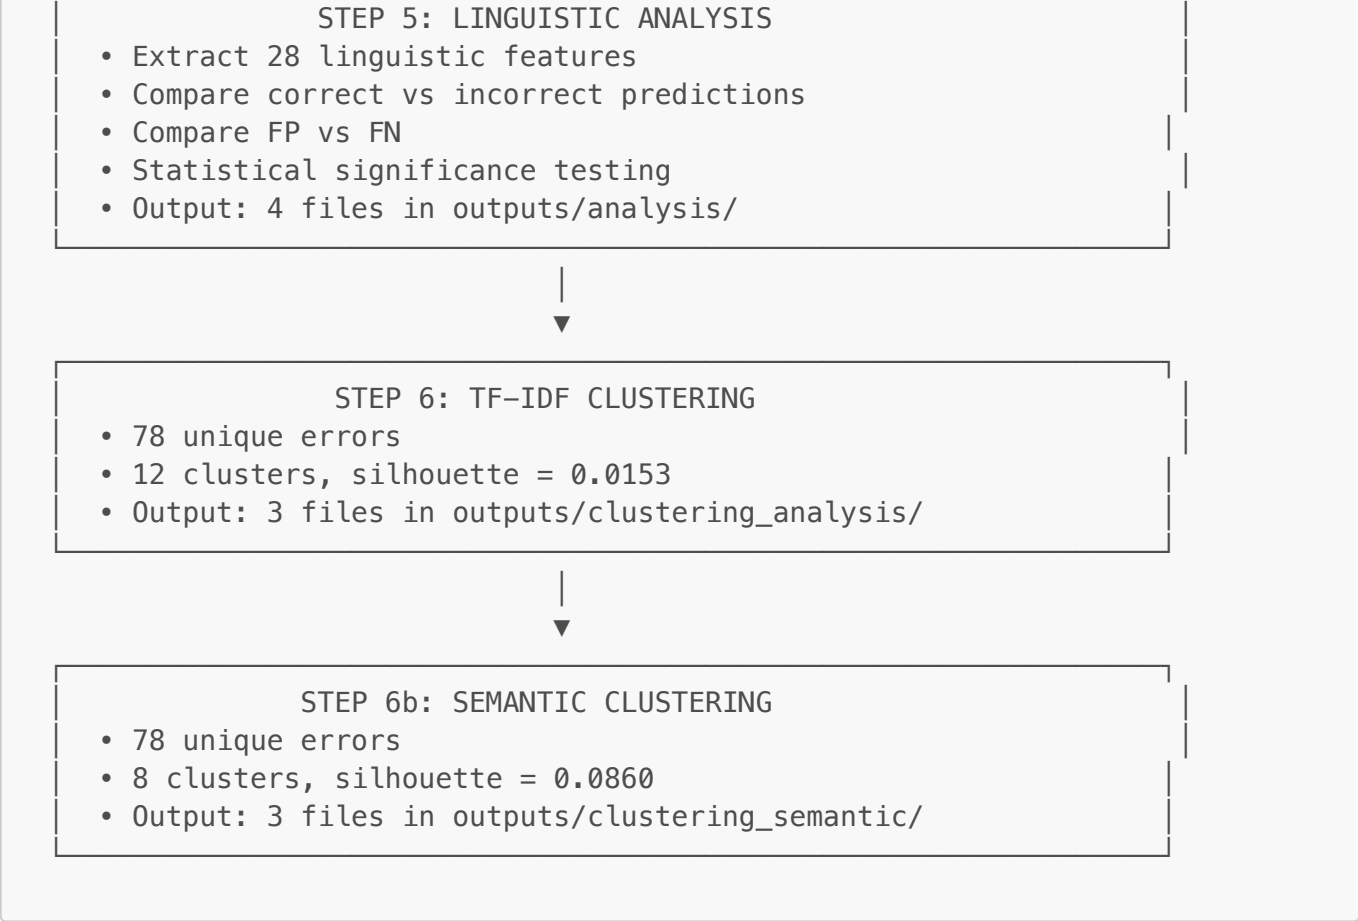 STEP 5: LINGUISTIC ANALYSIS
• Extract 28 linguistic features
• Compare correct vs incorrect predictions
• Compare FP vs FN
• Statistical significance testing
• Output: 4 files in outputs/analysis/
▼
STEP 6: TF-IDF CLUSTERING
• 78 unique errors
• 12 clusters, silhouette = 0.0153
• Output: 3 files in outputs/clustering_analysis/
▼
STEP 6b: SEMANTIC CLUSTERING
• 78 unique errors
• 8 clusters, silhouette = 0.0860
• Output: 3 files in outputs/clustering_semantic/